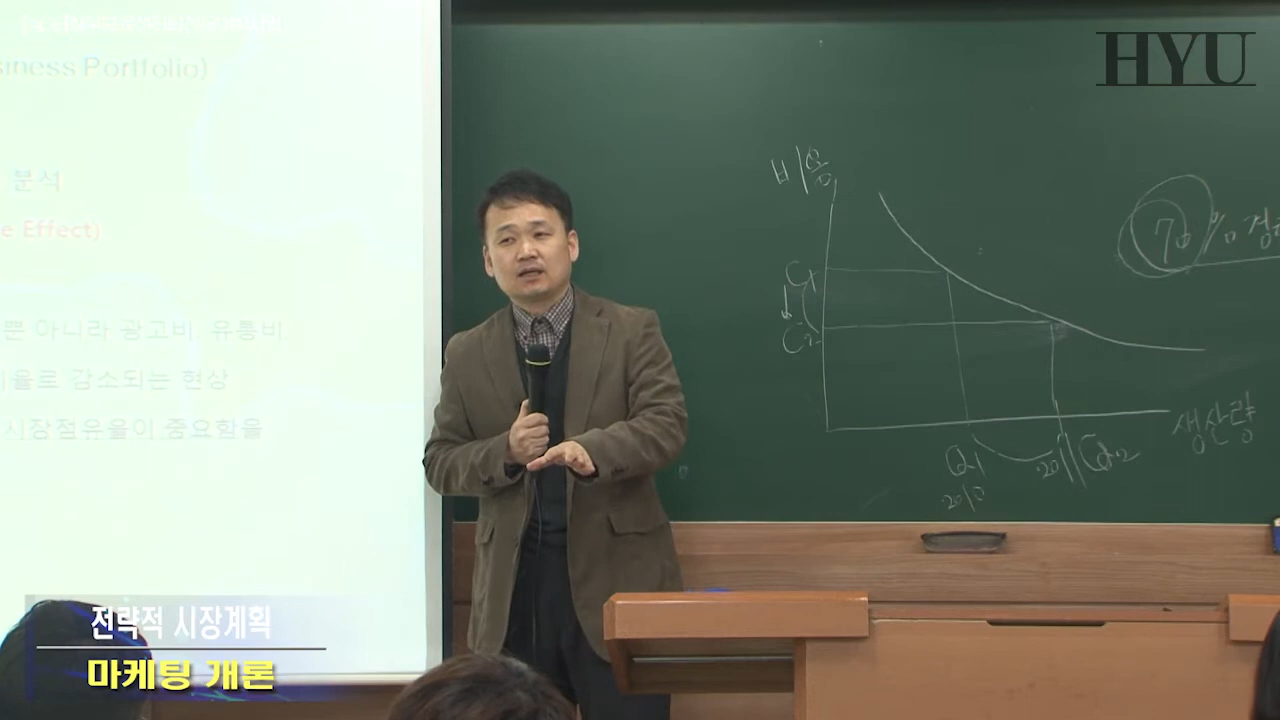 siness Portfolio)
분석
e Effect)
뿐 아니라 광고비, 유통비
비율로 감소되는 현상
시장점유율이 중요함을
HYU
비용
70% 경
C1
C2
생산량
Q1
2010
2011
Q2
전략적 시장계획
마케팅 개론